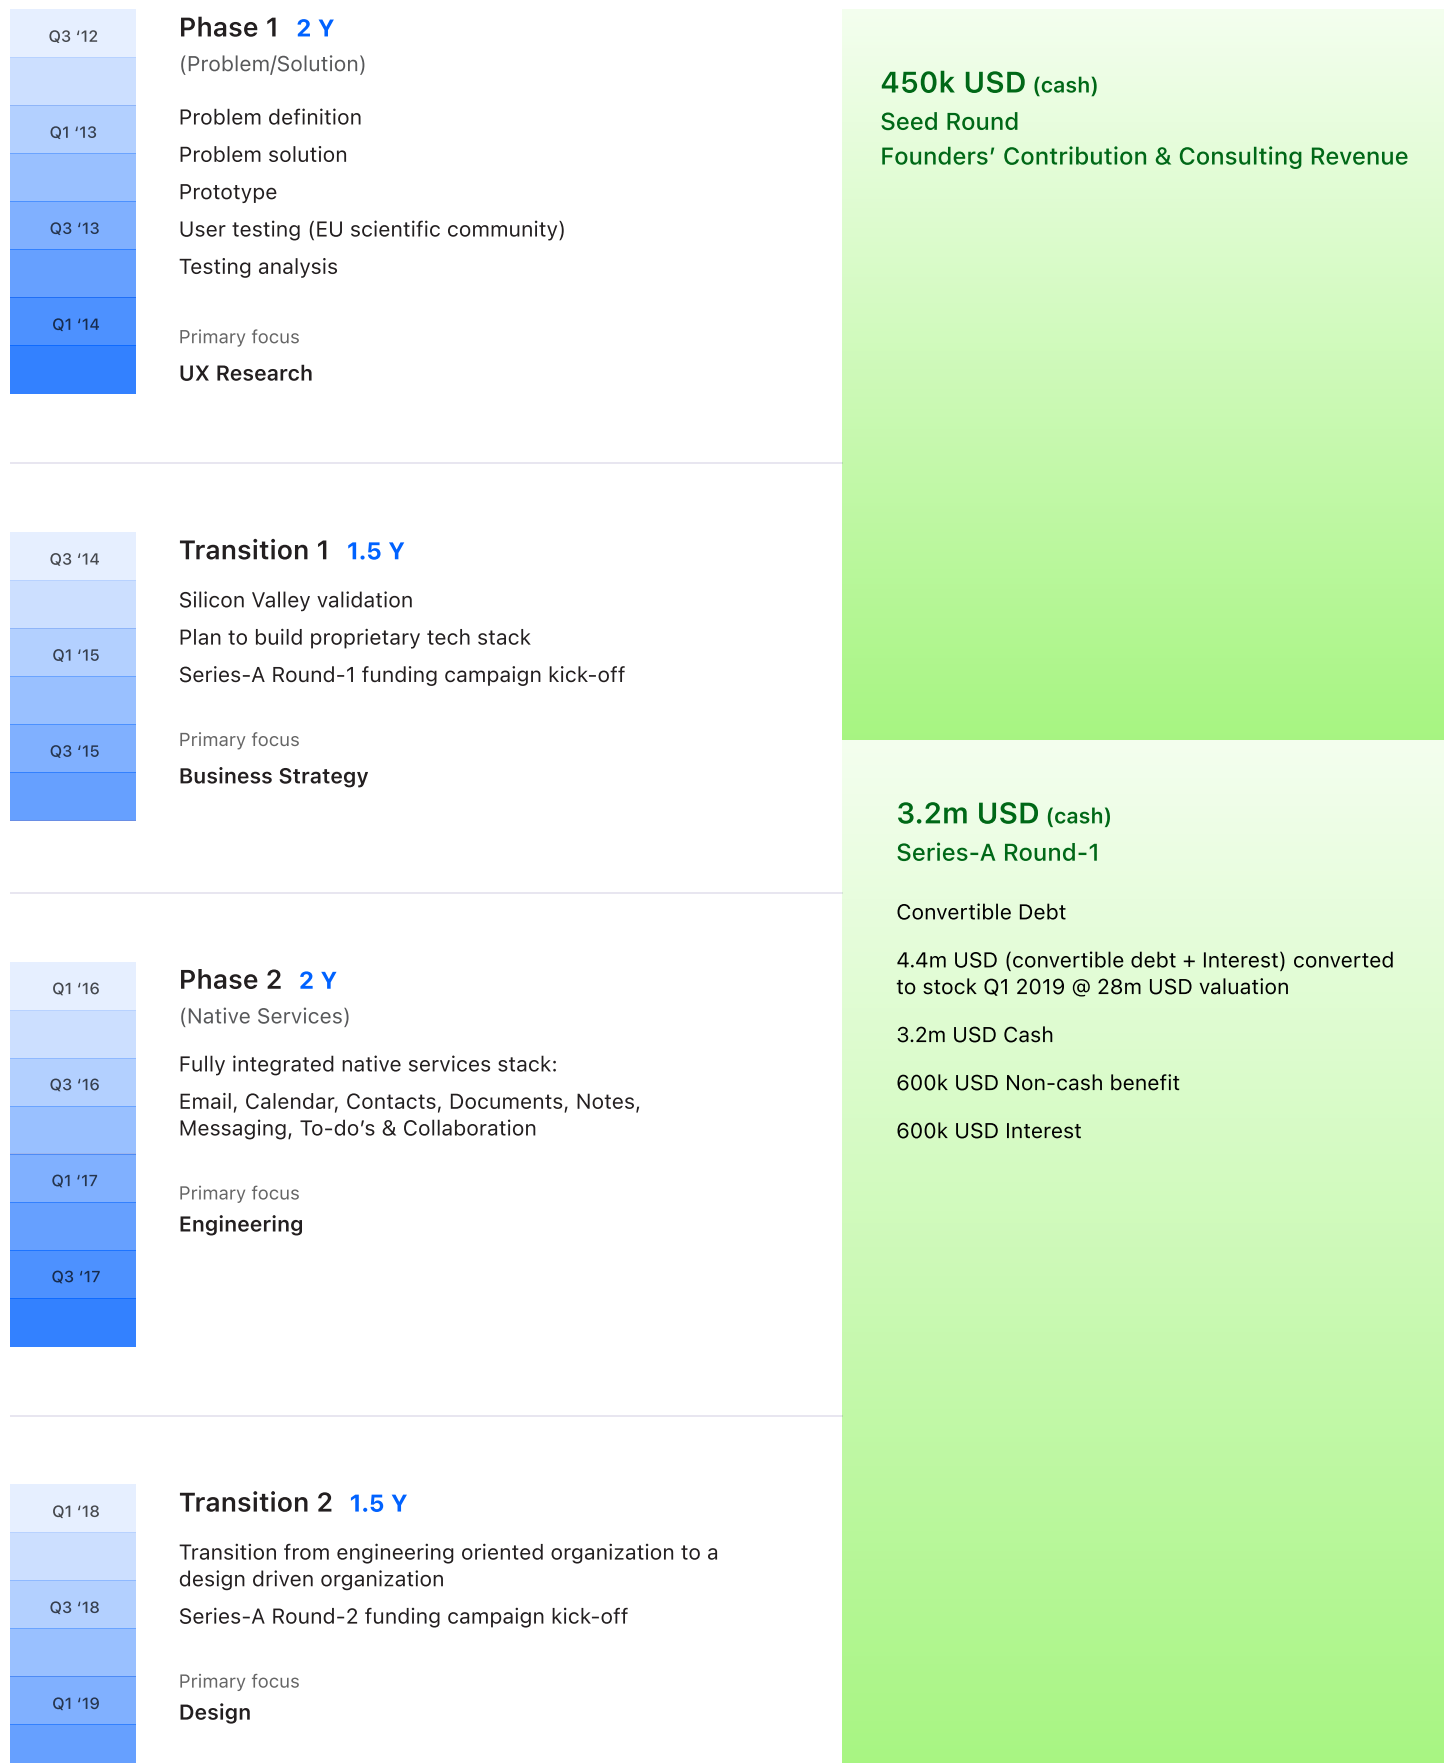 Q3 ‘12
Q1 ‘13
Q3 ‘13
Q1 ‘14
Phase 1 2 Y
(Problem/Solution)
Problem definition
Problem solution
Prototype
User testing (EU scientific community)
Testing analysis
Primary focus
UX Research
450k USD (cash)
Seed Round
Founders’ Contribution & Consulting Revenue
Q3 ‘14
Q1 ‘15
Q3 ‘15
Transition 1 1.5 Y
Silicon Valley validation
Plan to build proprietary tech stack
Series-A Round-1 funding campaign kick-off
Primary focus
Business Strategy
3.2m USD (cash)
Series-A Round-1
Convertible Debt
4.4m USD (convertible debt + Interest) converted
to stock Q1 2019 @ 28m USD valuation
3.2m USD Cash
600k USD Non-cash benefit
600k USD Interest
Q1 ‘16
Q3 ‘16
Q1 ‘17
Q3 ‘17
Phase 2 2 Y
(Native Services)
Fully integrated native services stack:
Email, Calendar, Contacts, Documents, Notes,
Messaging, To-do’s & Collaboration
Primary focus
Engineering
Q1 ‘18
Q3 ‘18
Q1 ‘19
Transition 2 1.5 Y
Transition from engineering oriented organization to a
design driven organization
Series-A Round-2 funding campaign kick-off
Primary focus
Design